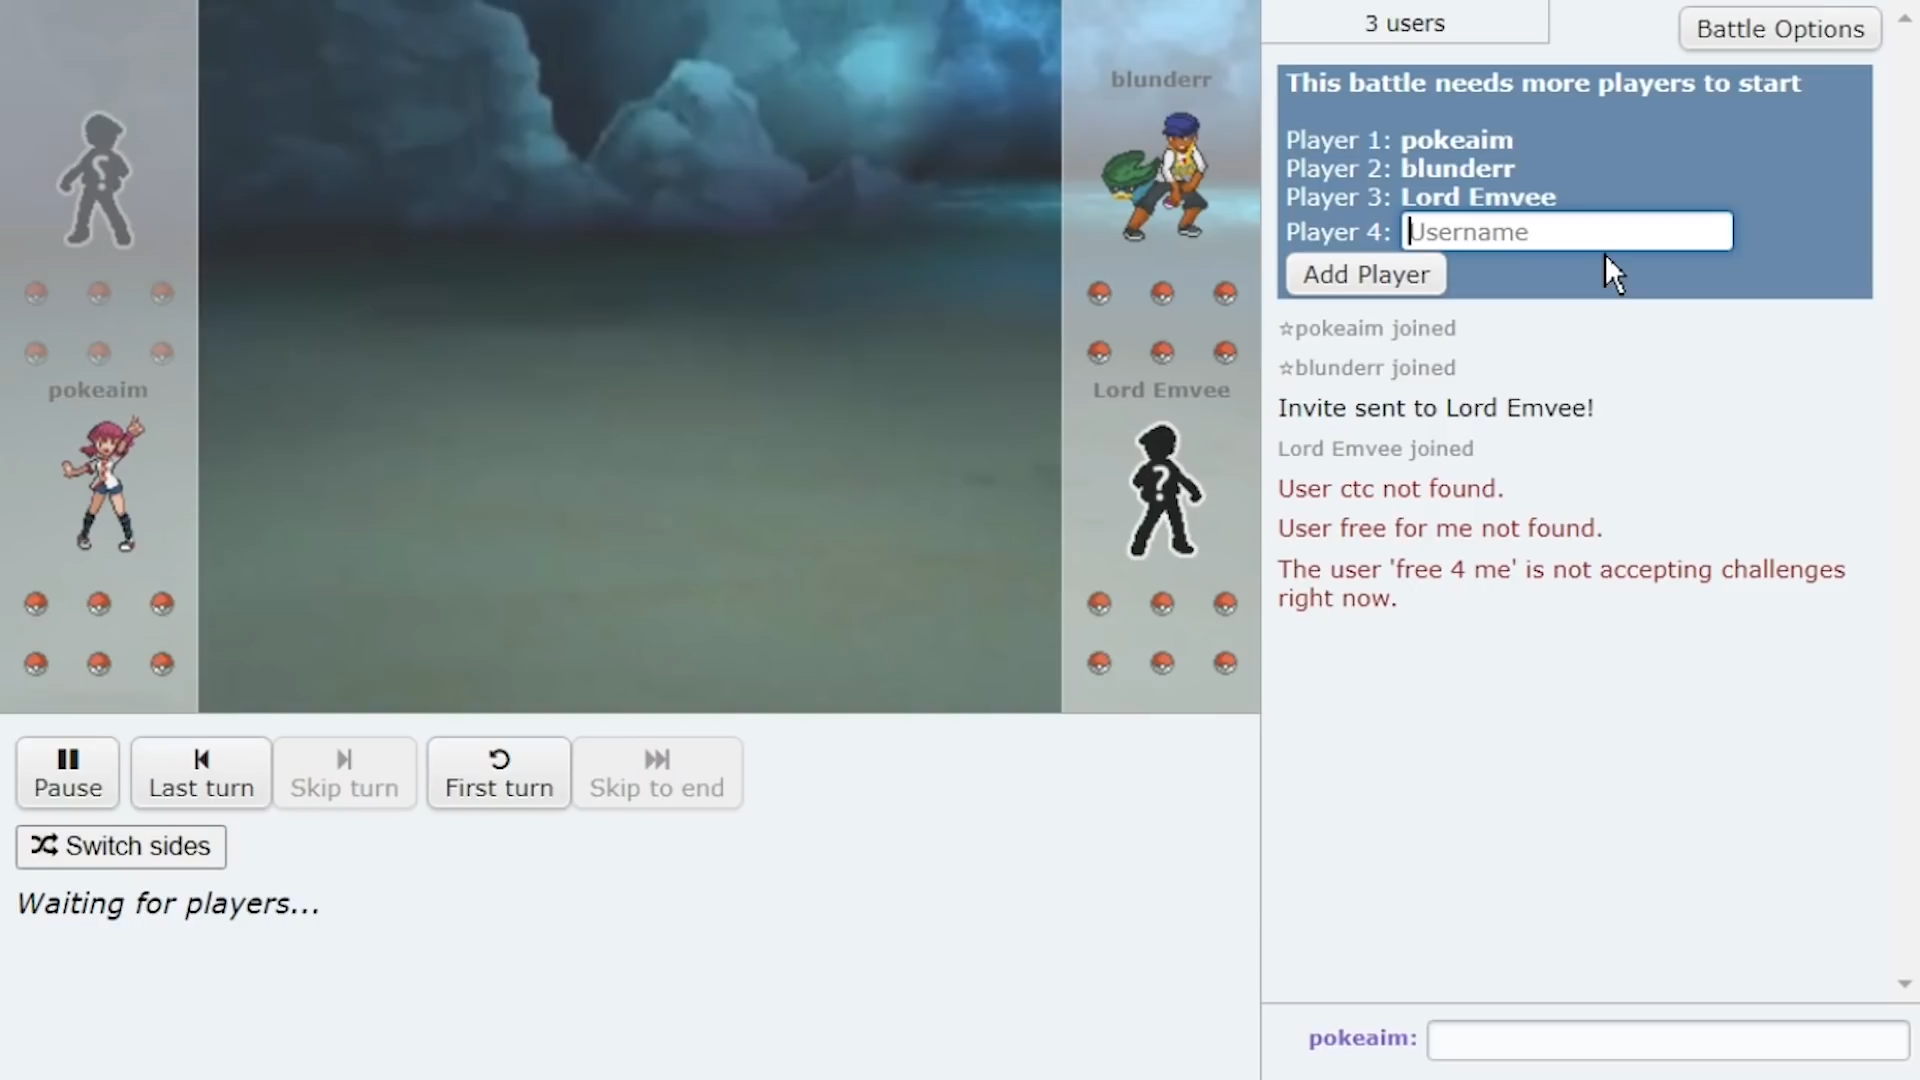 3 users
Battle Options
This battle needs more players to start
Player 1: pokeaim
Player 2: blunderr
Player 3: Lord Emvee
Player 4: Username
Add Player
☆pokeaim joined
☆blunderr joined
Invite sent to Lord Emvee!
Lord Emvee joined
User ctc not found.
User free for me not found.
The user 'free 4 me' is not accepting challenges
right now.
pokeaim:
blunderr
pokeaim
Lord Emvee
?
?
Pause
Last turn
Skip turn
First turn
Skip to end
Switch sides
Waiting for players...